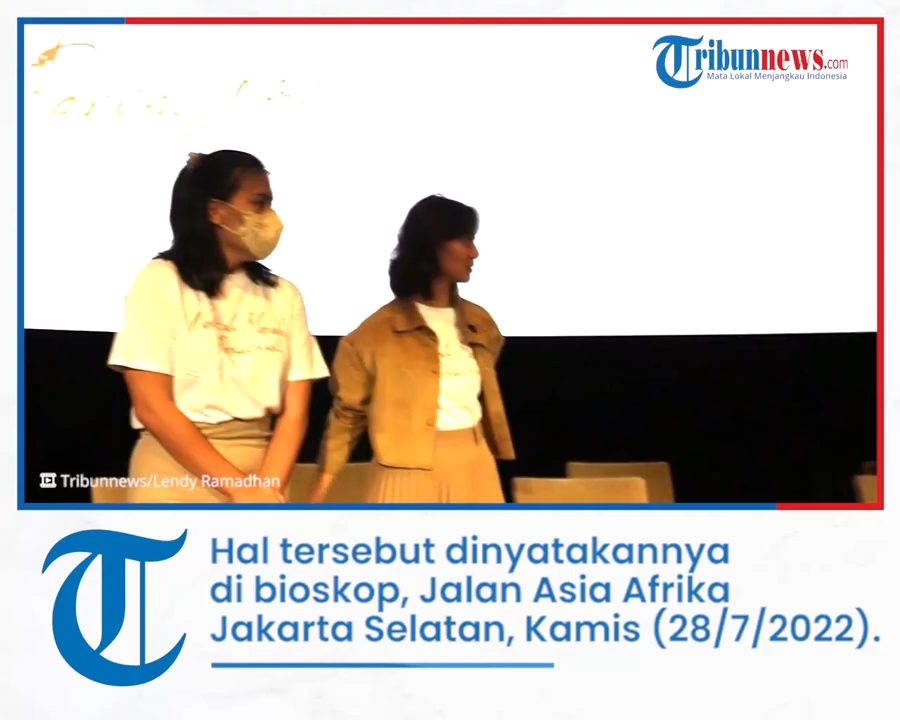 Tribunnews.com
Mata Lokal Menjangkau Indonesia
Tribunnews/Lendy Ramadhan
Hal tersebut dinyatakannya
di bioskop, Jalan Asia Afrika
Jakarta Selatan, Kamis (28/7/2022).